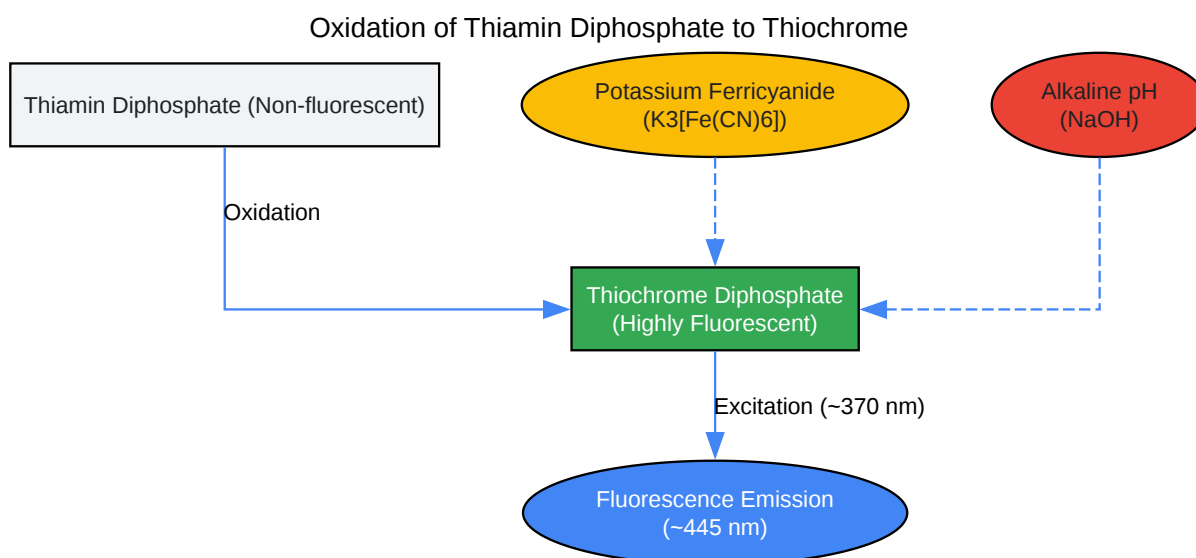 Oxidation of Thiamin Diphosphate to Thiochrome
Thiamin Diphosphate (Non-fluorescent)
Potassium Ferricyanide
(K3[Fe(CN)6])
Alkaline pH
(NaOH)
Oxidation
Thiochrome Diphosphate
(Highly Fluorescent)
Excitation (~370 nm)
Fluorescence Emission
(~445 nm)